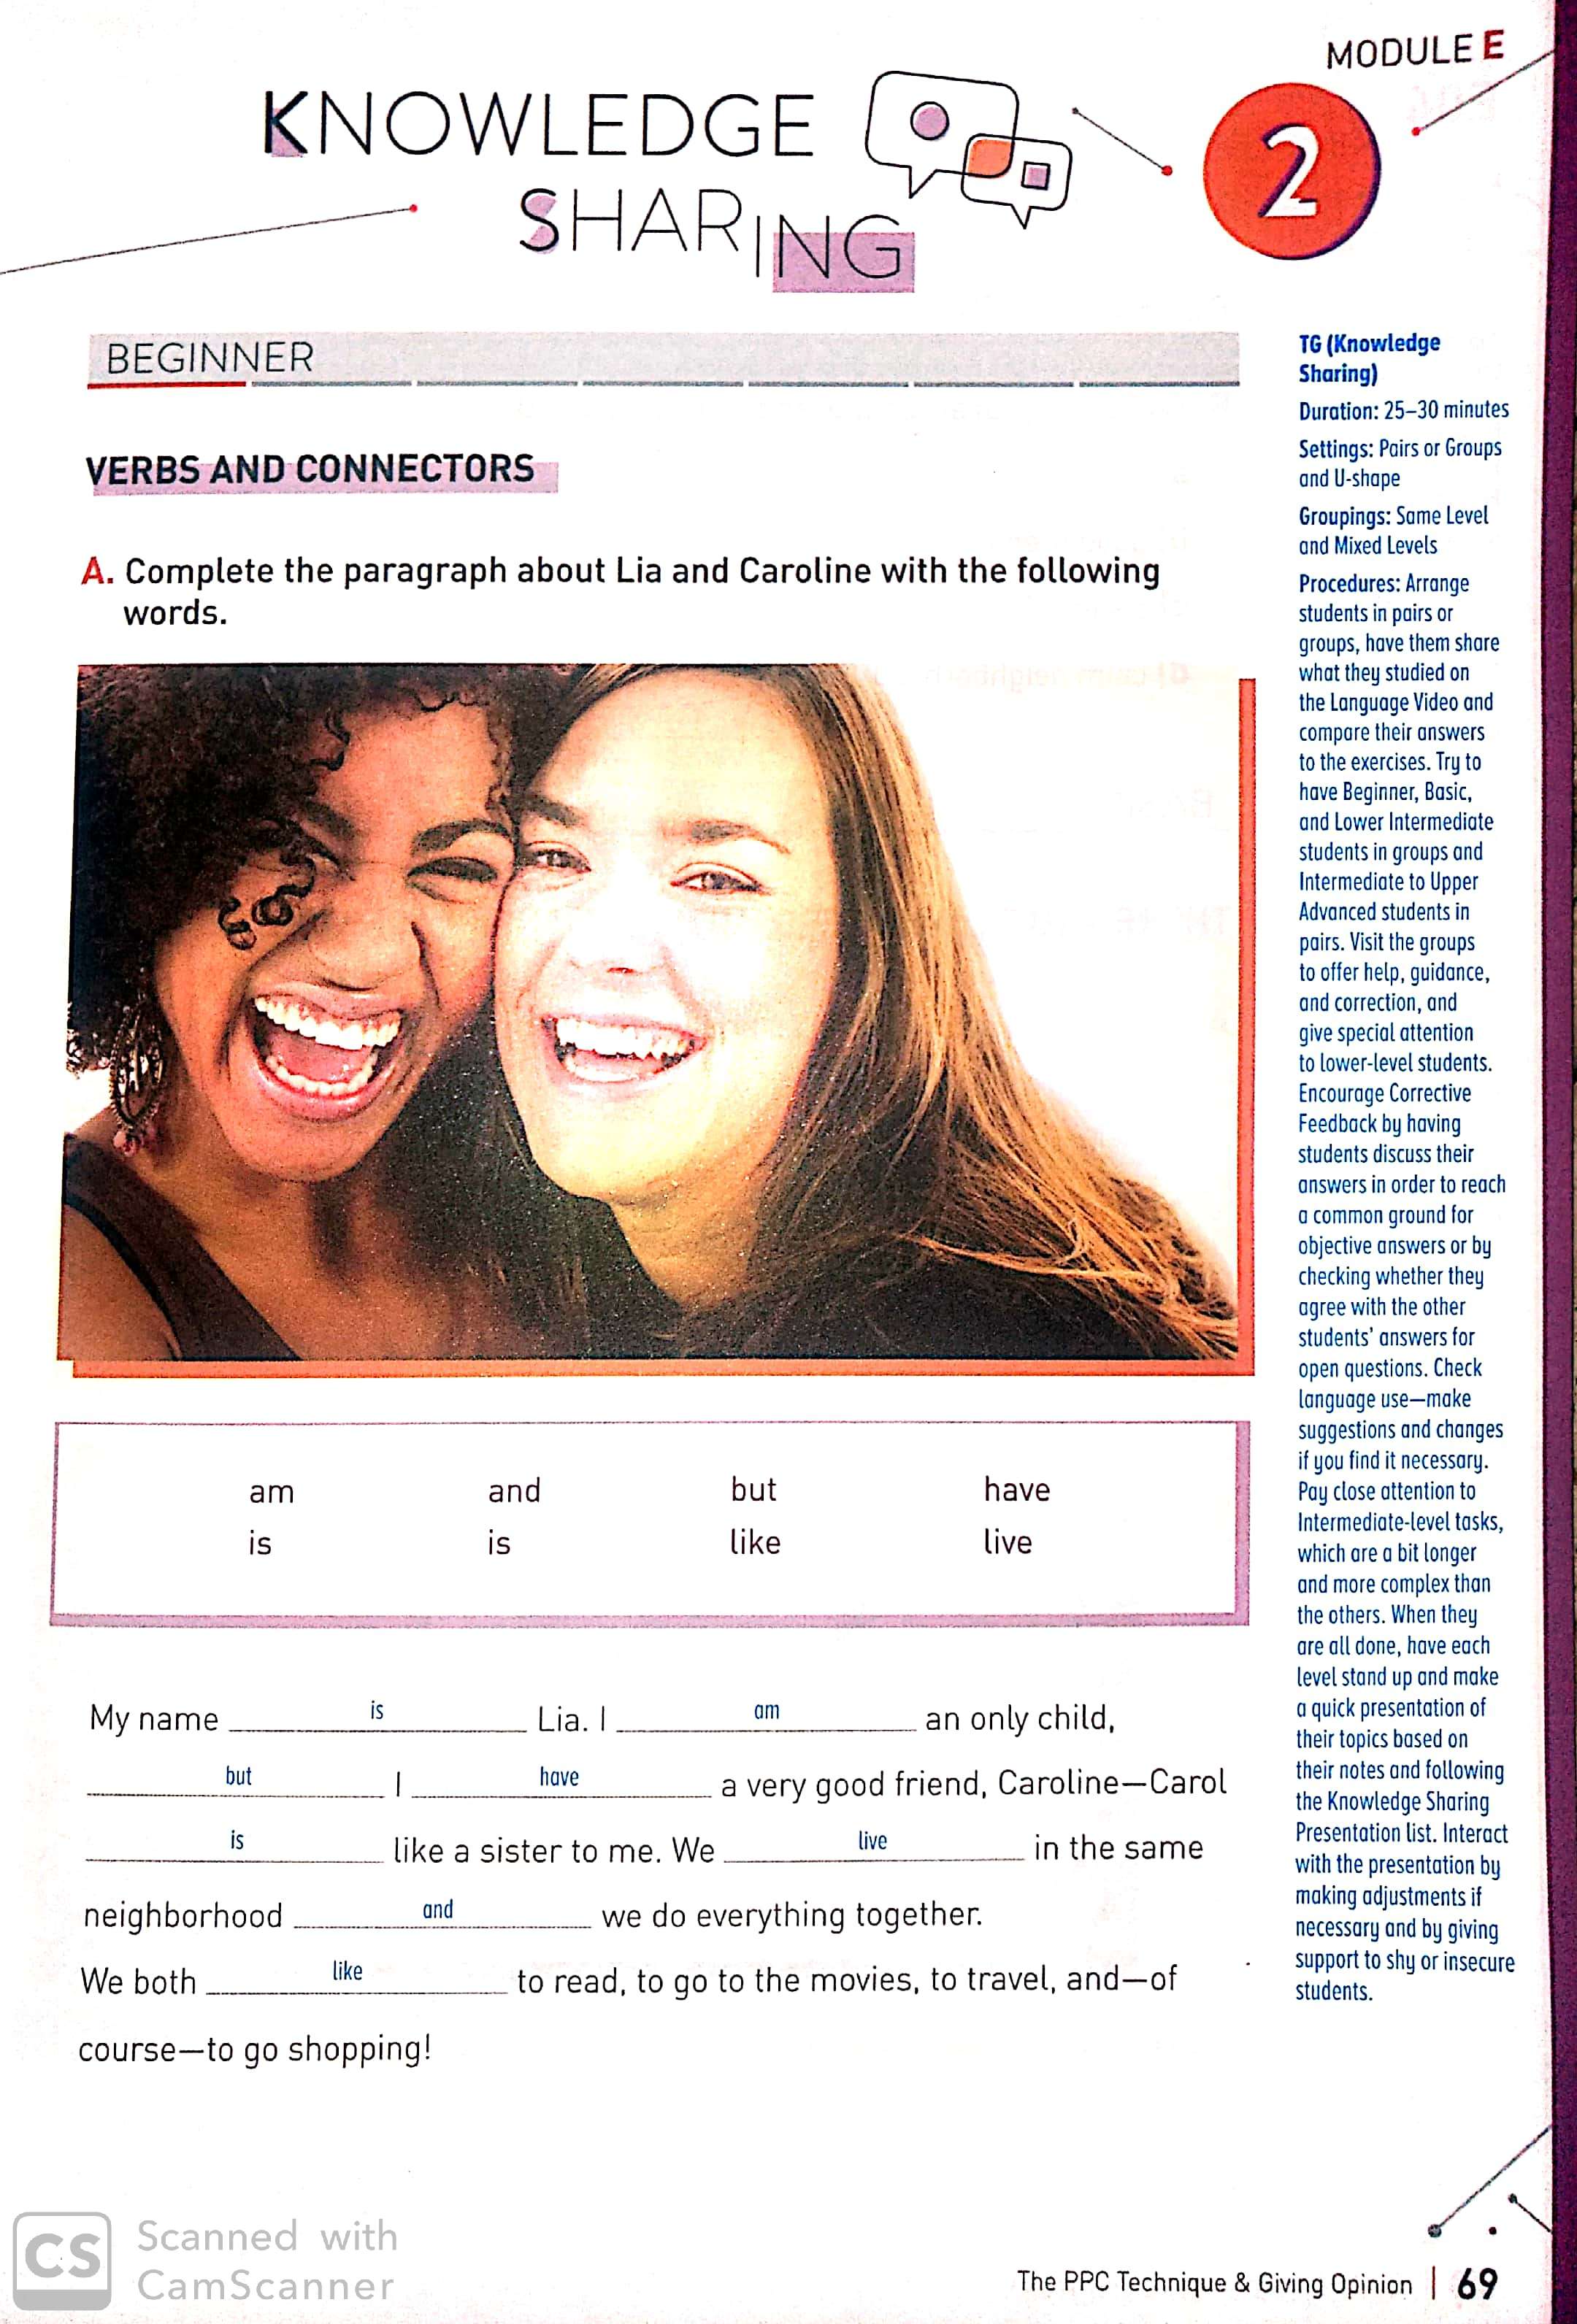 MODULE E
KNOWLEDGE
SHARING
2
BEGINNER
VERBS AND CONNECTORS
A. Complete the paragraph about Lia and Caroline with the following
words.
am and but have
is is like live
My name is Lia. I am an only child,
but I have a very good friend, Caroline—Carol
is like a sister to me. We live in the same
neighborhood and we do everything together.
We both like to read, to go to the movies, to travel, and—of
course—to go shopping!
TG (Knowledge
Sharing)
Duration: 25–30 minutes
Settings: Pairs or Groups
and U-shape
Groupings: Same Level
and Mixed Levels
Procedures: Arrange
students in pairs or
groups, have them share
what they studied on
the Language Video and
compare their answers
to the exercises. Try to
have Beginner, Basic,
and Lower Intermediate
students in groups and
Intermediate to Upper
Advanced students in
pairs. Visit the groups
to offer help, guidance,
and correction, and
give special attention
to lower-level students.
Encourage Corrective
Feedback by having
students discuss their
answers in order to reach
a common ground for
objective answers or by
checking whether they
agree with the other
students' answers for
open questions. Check
language use—make
suggestions and changes
if you find it necessary.
Pay close attention to
Intermediate-level tasks,
which are a bit longer
and more complex than
the others. When they
are all done, have each
level stand up and make
a quick presentation of
their topics based on
their notes and following
the Knowledge Sharing
Presentation list. Interact
with the presentation by
making adjustments if
necessary and by giving
support to shy or insecure
students.
CS Scanned with
CamScanner
The PPC Technique & Giving Opinion | 69